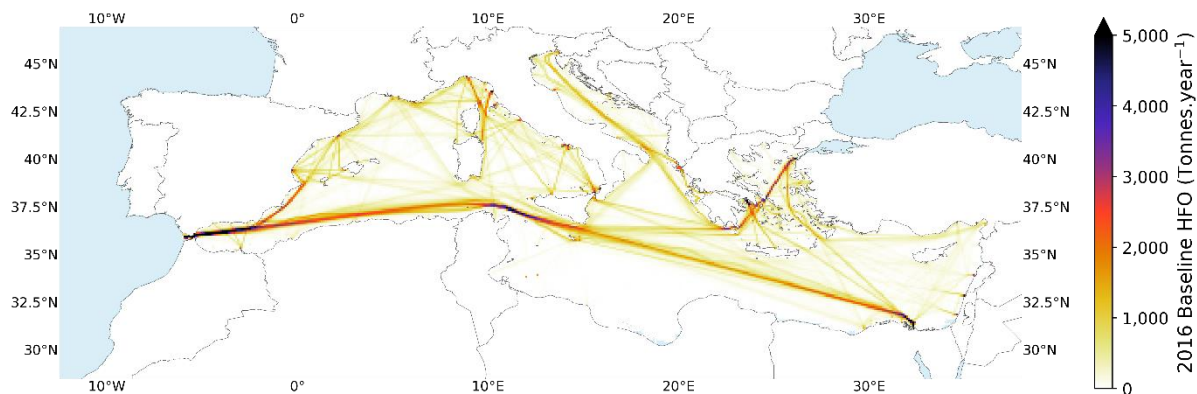 10°W 0° 10°E 20°E 30°E
45°N 45°N
42.5°N 42.5°N
40°N 40°N
37.5°N 37.5°N
35°N 35°N
32.5°N 32.5°N
30°N 30°N
10°W 0° 10°E 20°E 30°E
5,000
4,000
3,000
2,000
1,000
0
2016 Baseline HFO (Tonnes.year⁻¹)